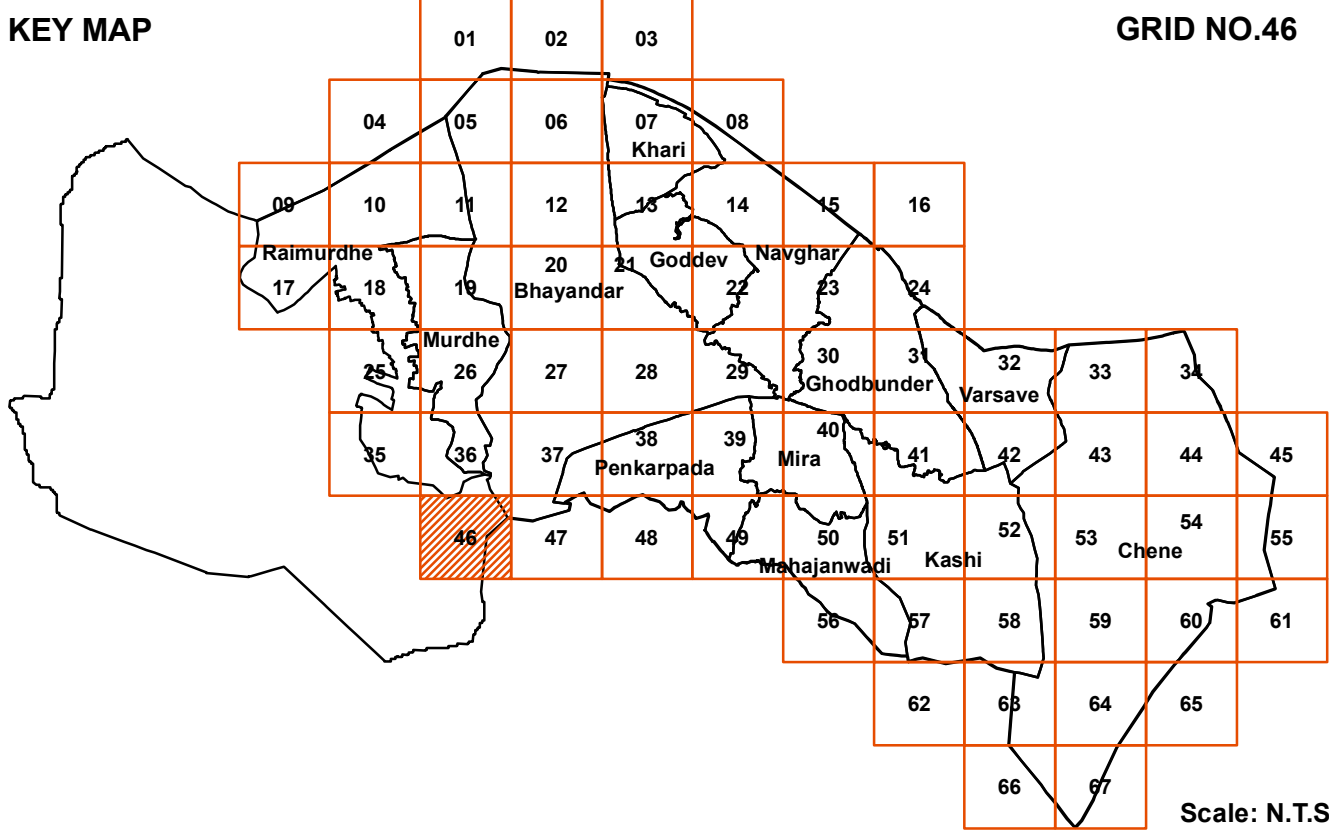 KEY MAP
GRID NO.46
01 02 03
04 05 06 07 08
Khari
09 10 11 12 13 14 15 16
Raimurdhe Goddev Navghar
20 21
17 18 19 Bhayandar 22 23 24
Murdhe
25 26 27 28 29 30 31 32 33 34
Ghodbunder Varsave
35 36 37 38 39 40 41 42 43 44 45
Penkarpada Mira
46 47 48 49 50 51 52 53 54 55
Mahajanwadi Kashi Chene
56 57 58 59 60 61
62 63 64 65
66 67
Scale: N.T.S